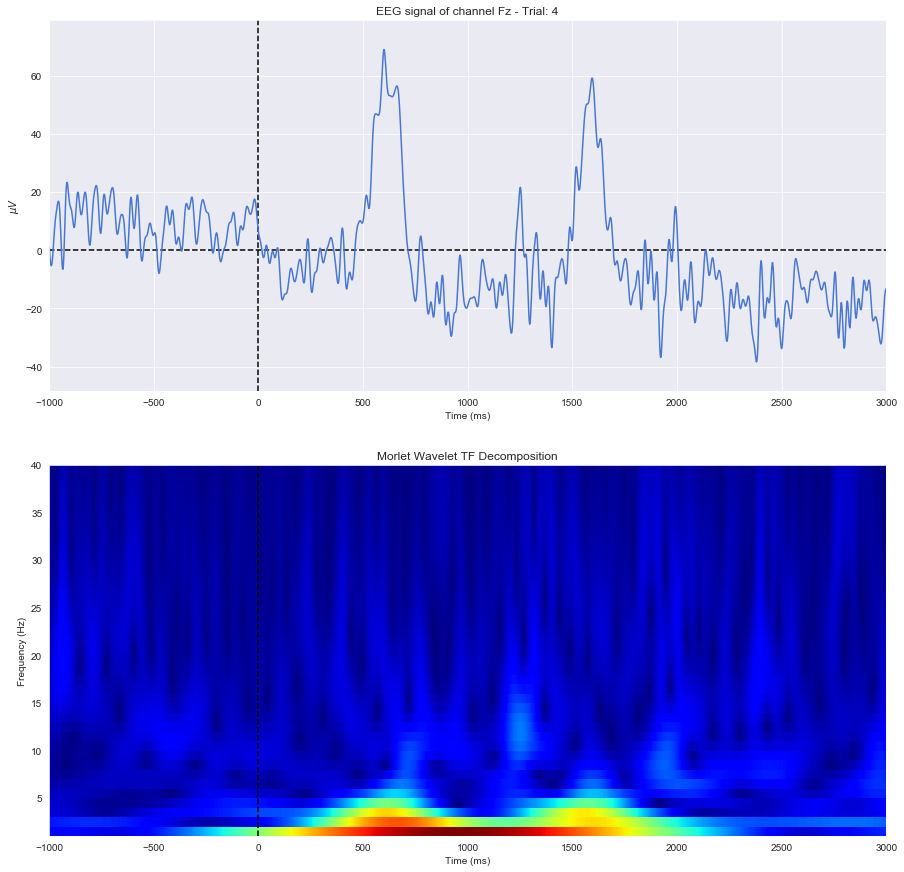 EEG signal of channel Fz - Trial: 4
60
40
20
0
−20
−40
μV
−1000 −500 0 500 1000 1500 2000 2500 3000
Time (ms)
Morlet Wavelet TF Decomposition
40
35
30
25
20
15
10
5
Frequency (Hz)
−1000 −500 0 500 1000 1500 2000 2500 3000
Time (ms)